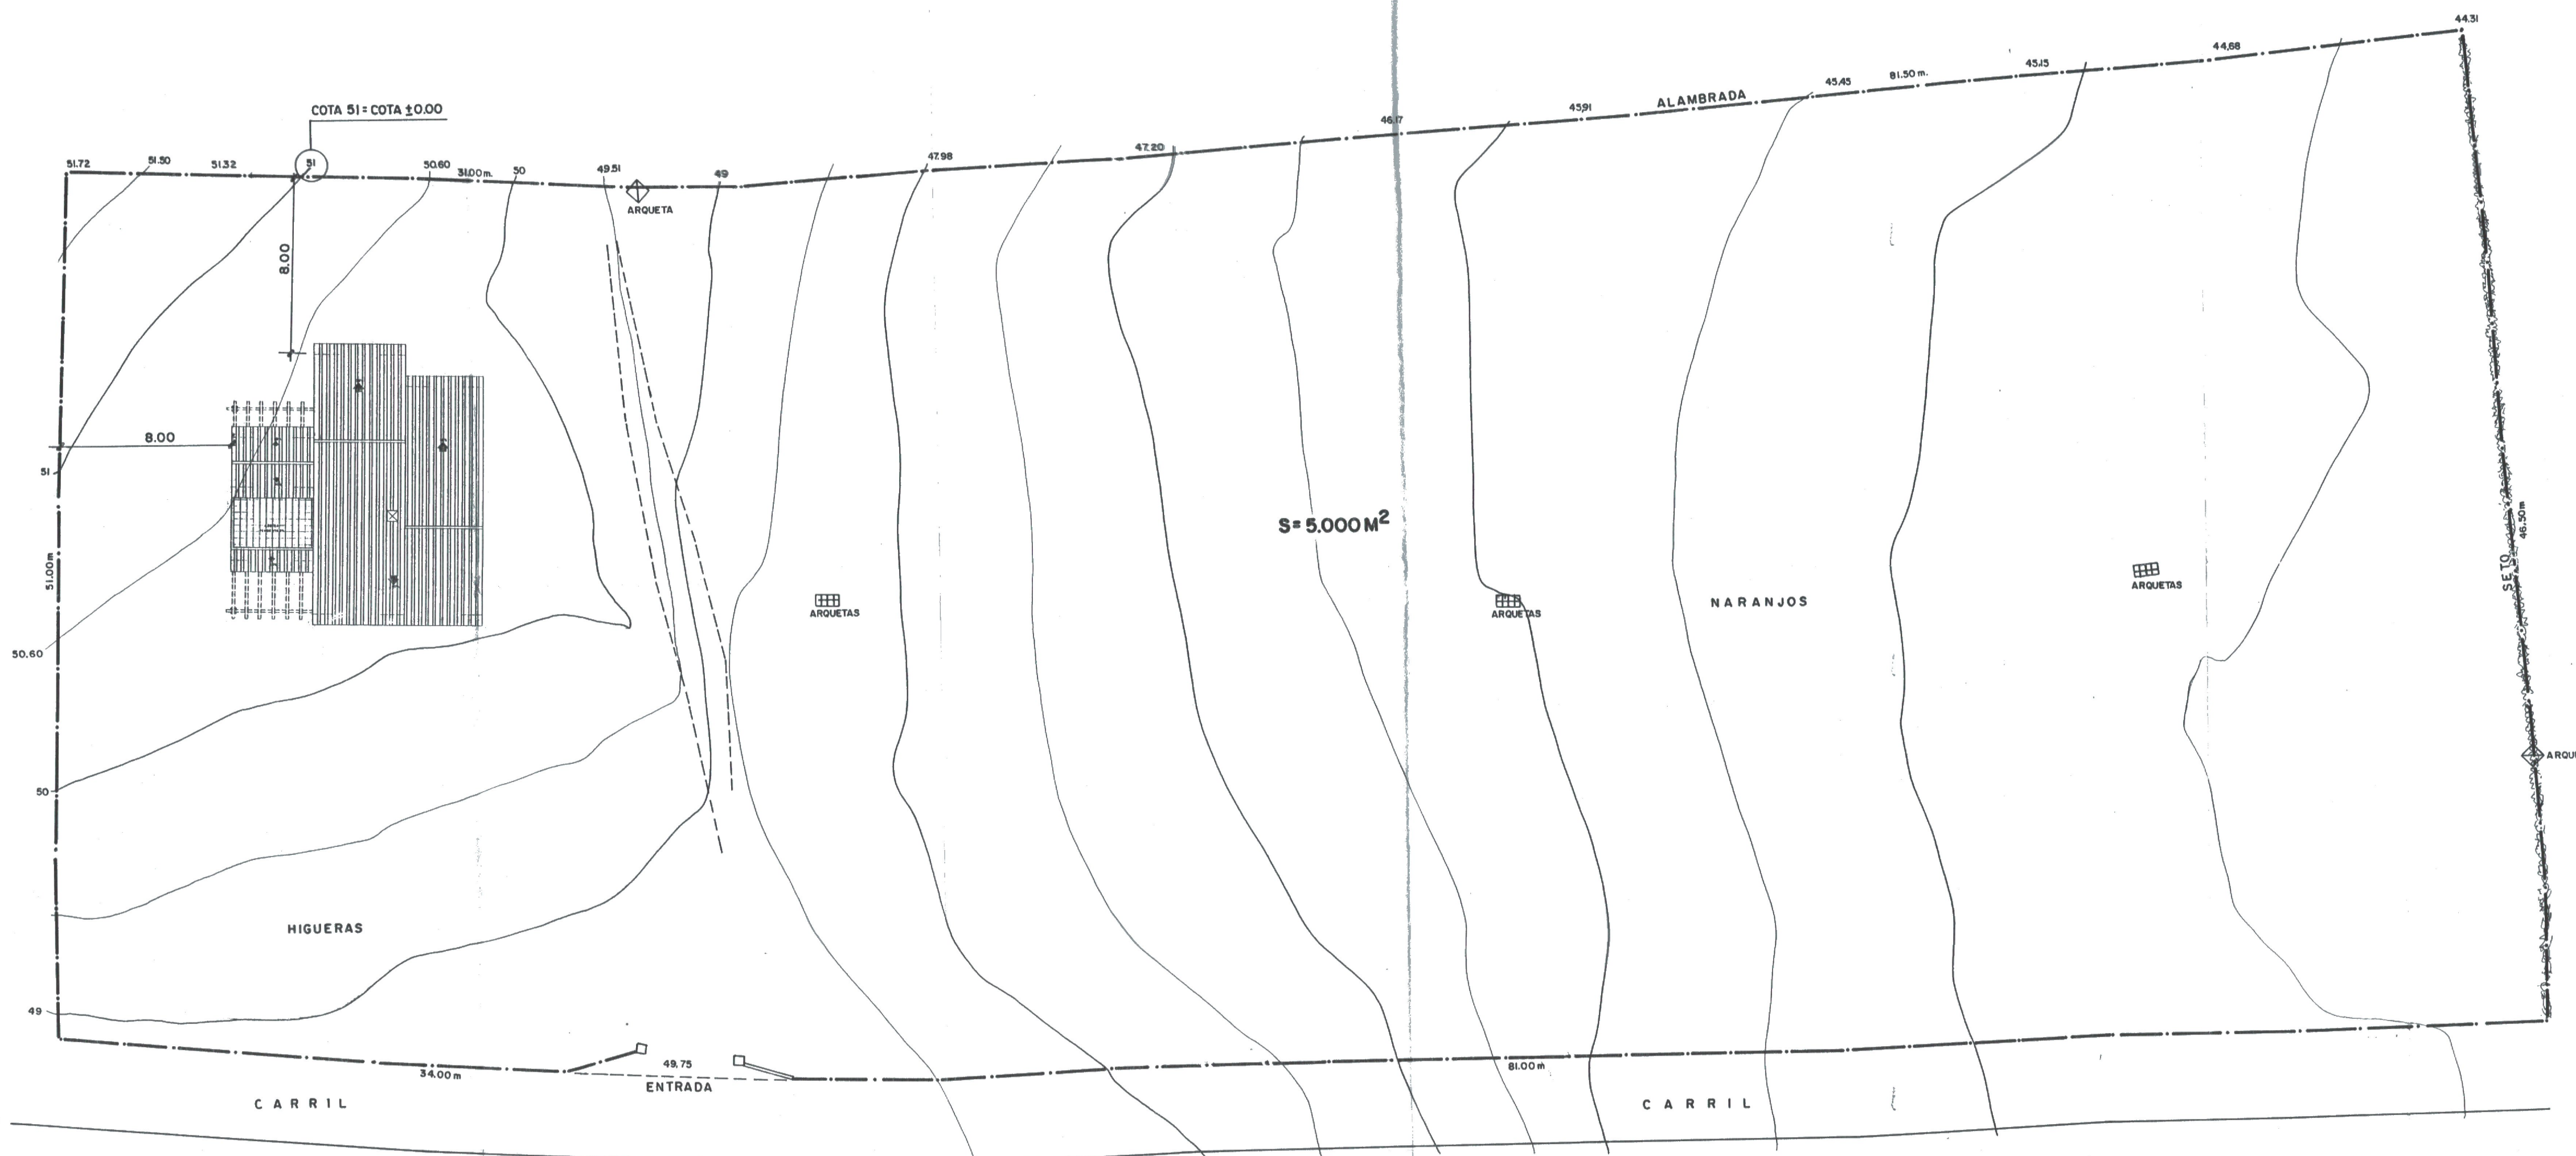 44.31
44,68
45.15
81.50 m.
45.45
ALAMBRADA
45,91
46.17
COTA 51 = COTA ±0.00
47.20
47.98
51.72
51.50
51.32
51
50.60
31.00 m.
50
49.51
49
ARQUETA
8.00
8.00
51
S = 5.000 M²
46.50 m
SETO
51.00 m
ARQUETAS
ARQUETAS
ARQUETAS
NARANJOS
50.60
ARQU
50
HIGUERAS
49
49.75
34.00 m
ENTRADA
81.00 m
CARRIL
CARRIL